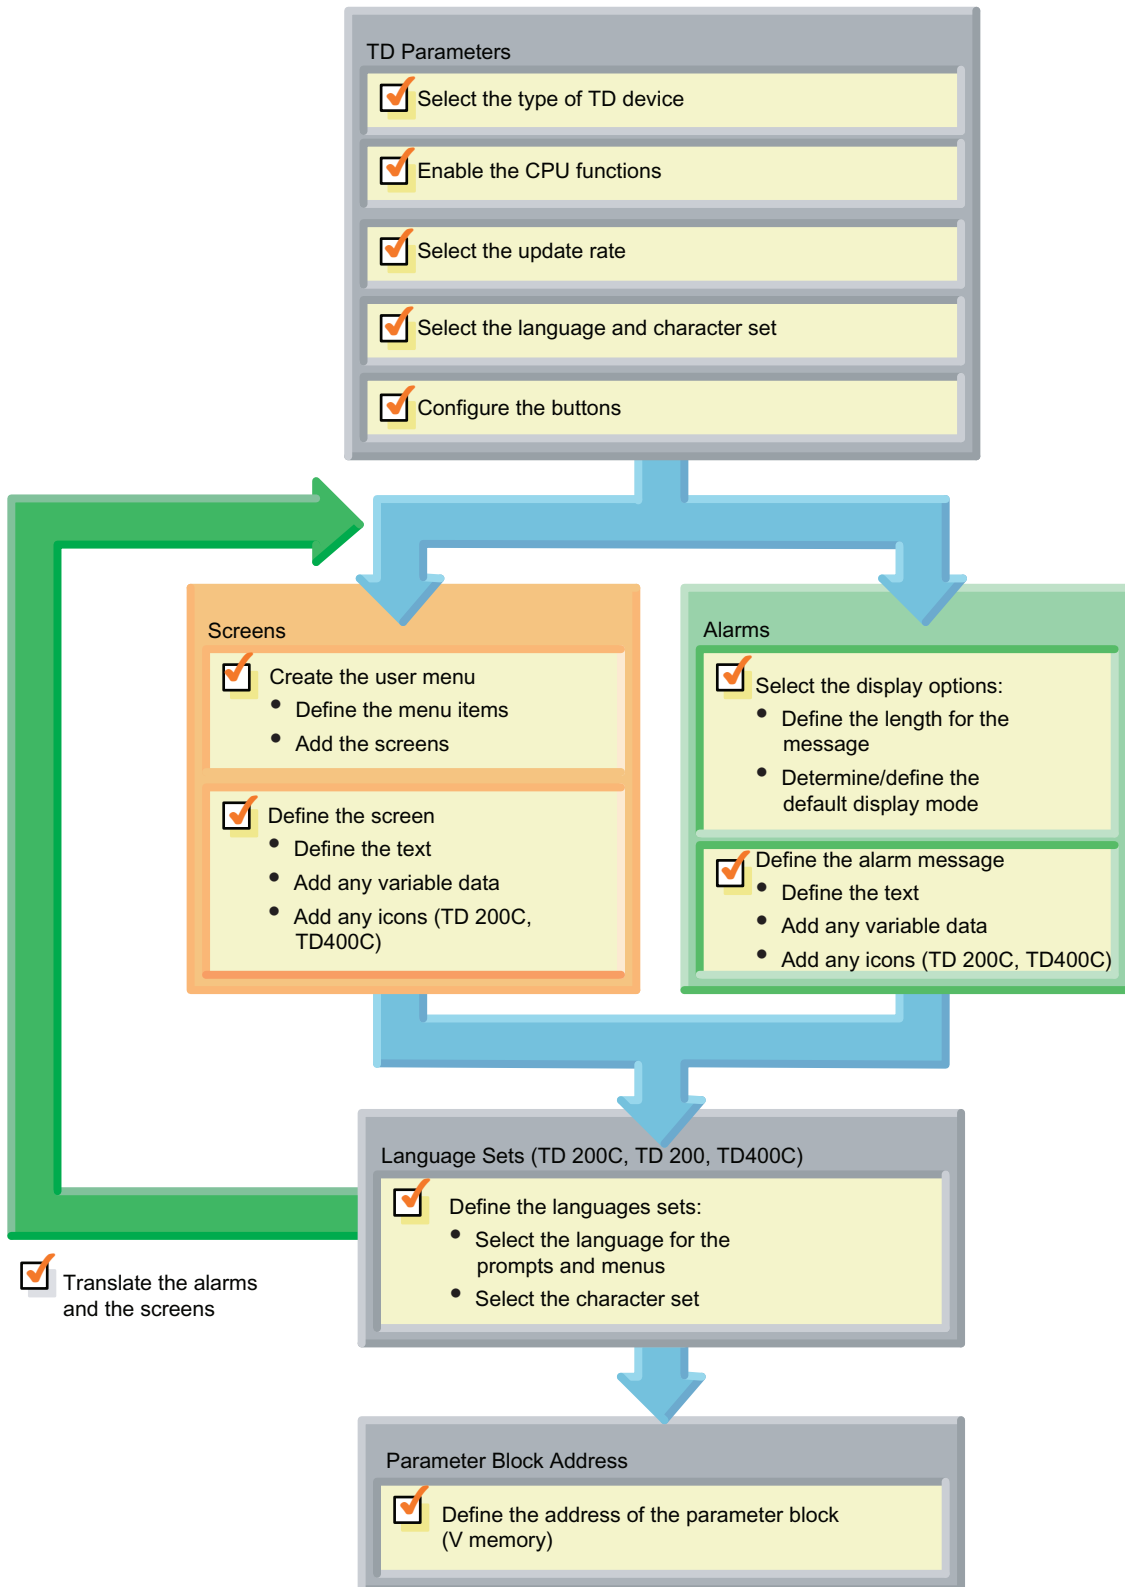 TD Parameters
Select the type of TD device
Enable the CPU functions
Select the update rate
Select the language and character set
Configure the buttons
Screens
Create the user menu
• Define the menu items
• Add the screens
Define the screen
• Define the text
• Add any variable data
• Add any icons (TD 200C,
TD400C)
Alarms
Select the display options:
• Define the length for the
message
• Determine/define the
default display mode
Define the alarm message
• Define the text
• Add any variable data
• Add any icons (TD 200C, TD400C)
Language Sets (TD 200C, TD 200, TD400C)
Define the languages sets:
• Select the language for the
prompts and menus
• Select the character set
Translate the alarms
and the screens
Parameter Block Address
Define the address of the parameter block
(V memory)